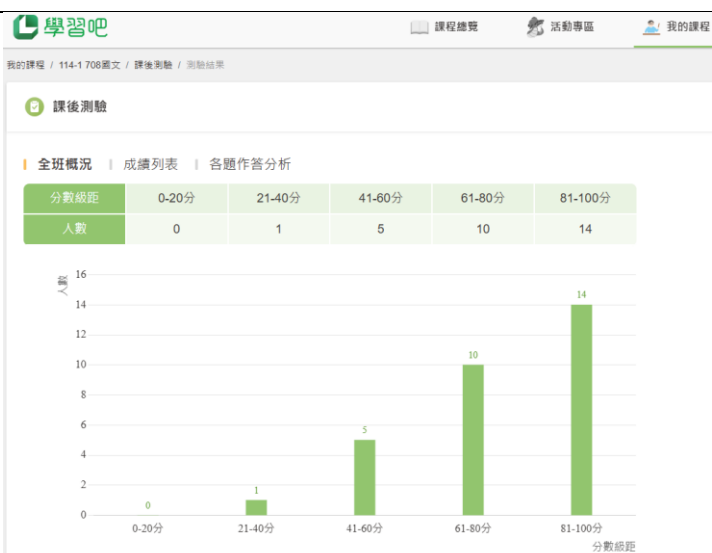 學習吧
課程總覽 活動專區 我的課程
我的課程 / 114-1 708國文 / 課後測驗 / 測驗結果
課後測驗
全班概況 成績列表 各題作答分析
分數級距 0-20分 21-40分 41-60分 61-80分 81-100分
人數 0 1 5 10 14
人數
16
14
12
10
8
6
4
2
0
0
1
5
10
14
0-20分 21-40分 41-60分 61-80分 81-100分
分數級距